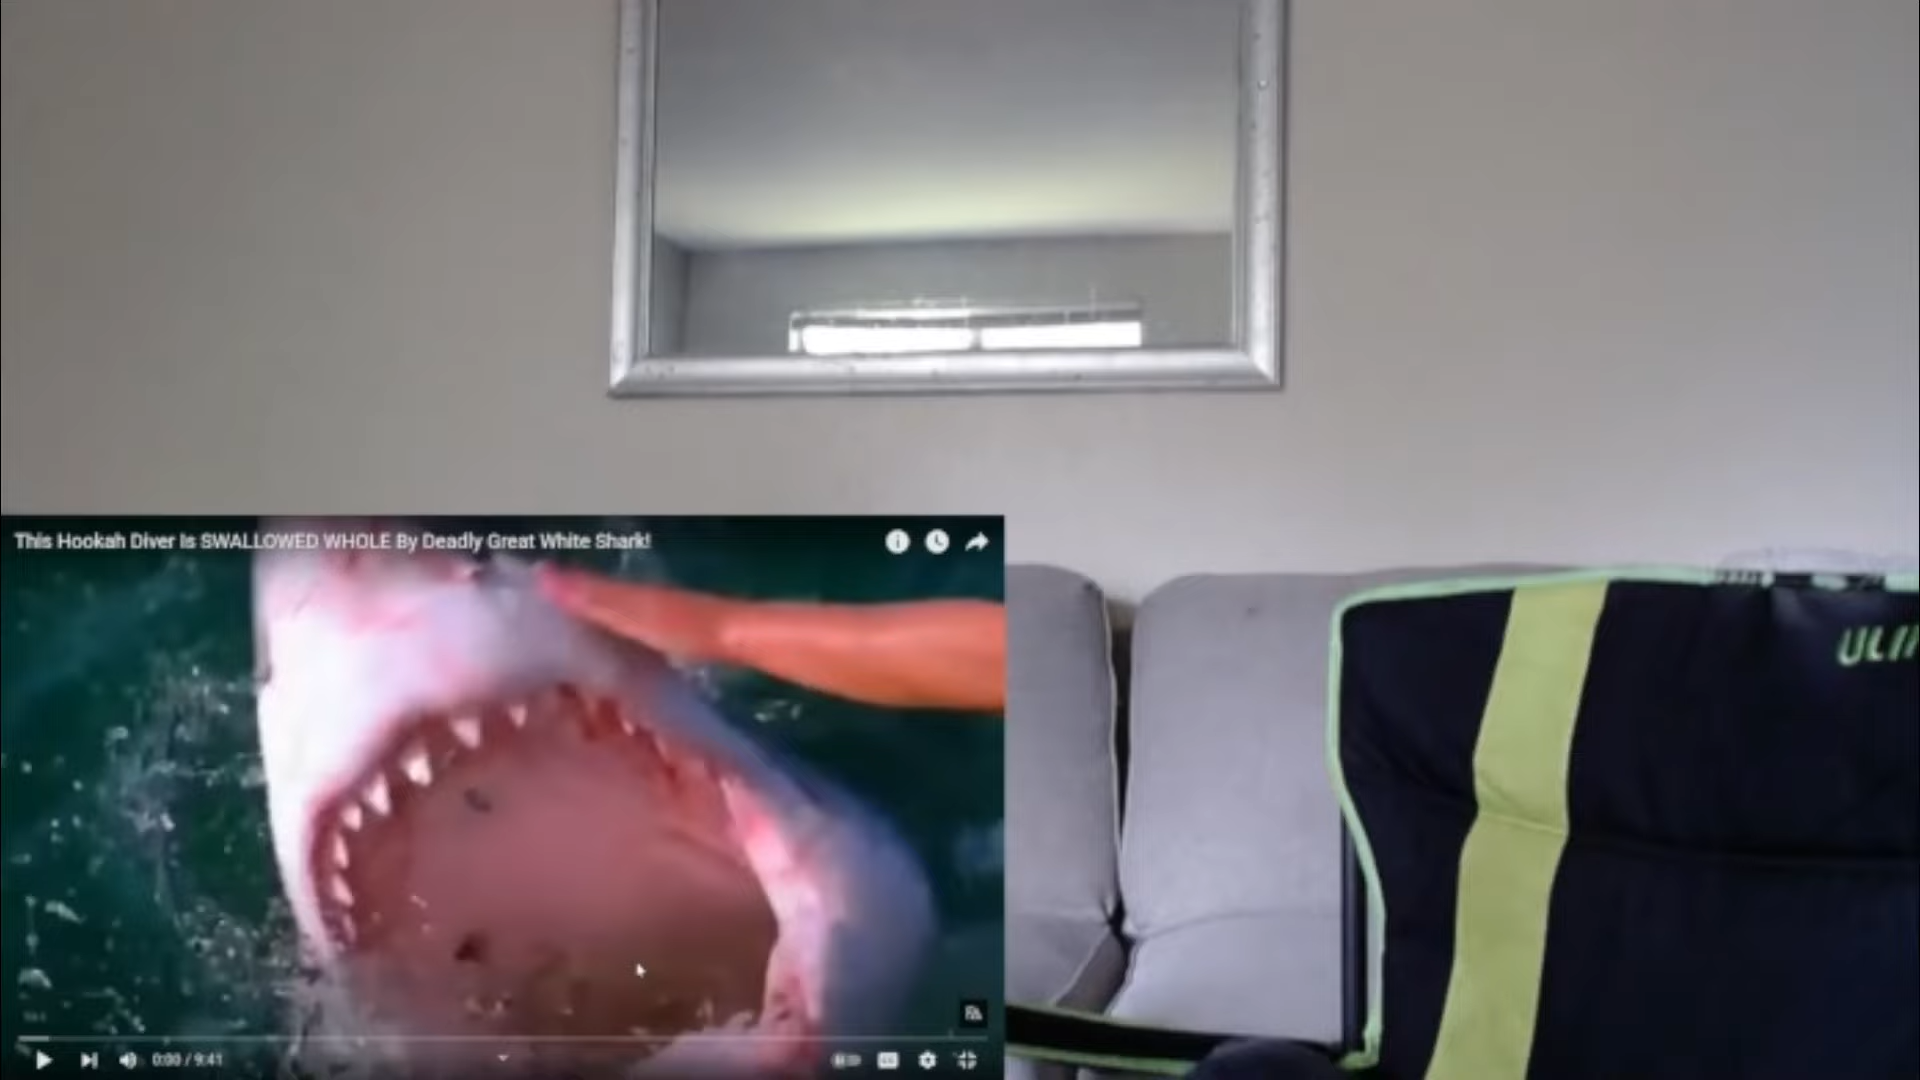 This Hookah Diver Is SWALLOWED WHOLE By Deadly Great White Shark!
0:00 / 9:41